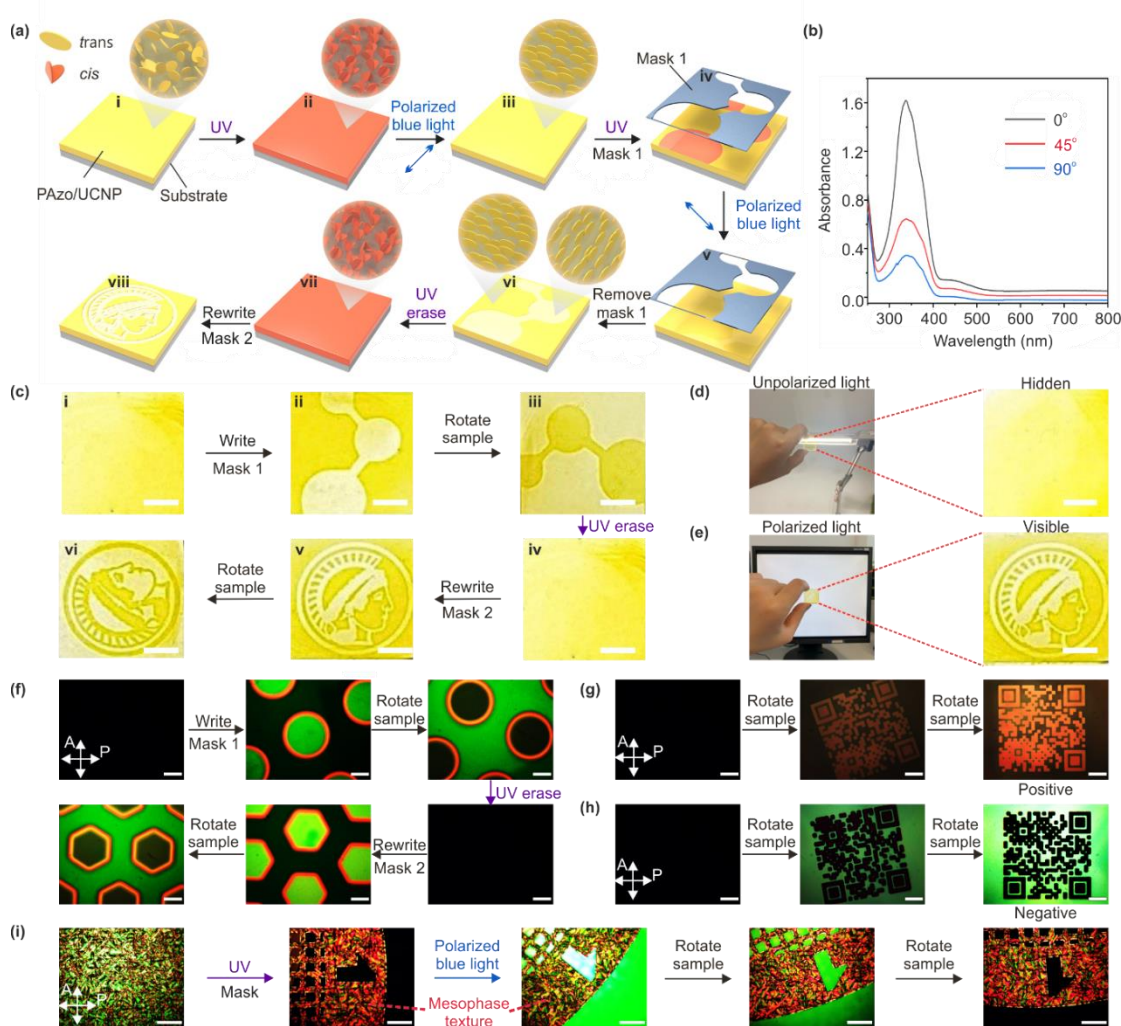 (a)
trans
cis
i
UV
ii
Polarized
blue light
iii
UV
Mask 1
Mask 1
iv
PAzo/UCNP
Substrate
Polarized
blue light
v
Remove
mask 1
vi
UV
erase
vii
Rewrite
Mask 2
viii
(b)
Absorbance
1.6
1.2
0.8
0.4
0.0
0°
45°
90°
300 400 500 600 700 800
Wavelength (nm)
(c)
i
Write
Mask 1
ii
Rotate
sample
iii
UV erase
iv
Rewrite
Mask 2
v
Rotate
sample
vi
(d)
Unpolarized light
Hidden
(e)
Polarized light
Visible
(f)
A
P
Write
Mask 1
Rotate
sample
UV erase
Rewrite
Mask 2
Rotate
sample
(g)
A
P
Rotate
sample
Rotate
sample
Positive
(h)
A
P
Rotate
sample
Rotate
sample
Negative
(i)
A
P
UV
Mask
Polarized
blue light
Mesophase
texture
Rotate
sample
Rotate
sample